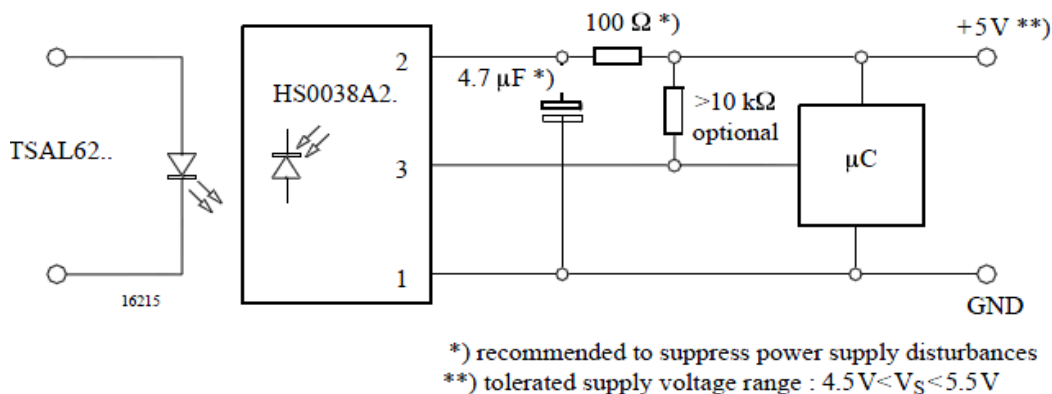 100 Ω *)
+5V **)
2
4.7 μF *)
HS0038A2.
>10 kΩ
optional
TSAL62..
3
μC
1
16215
GND
*) recommended to suppress power supply disturbances
**) tolerated supply voltage range : 4.5V<VS<5.5V